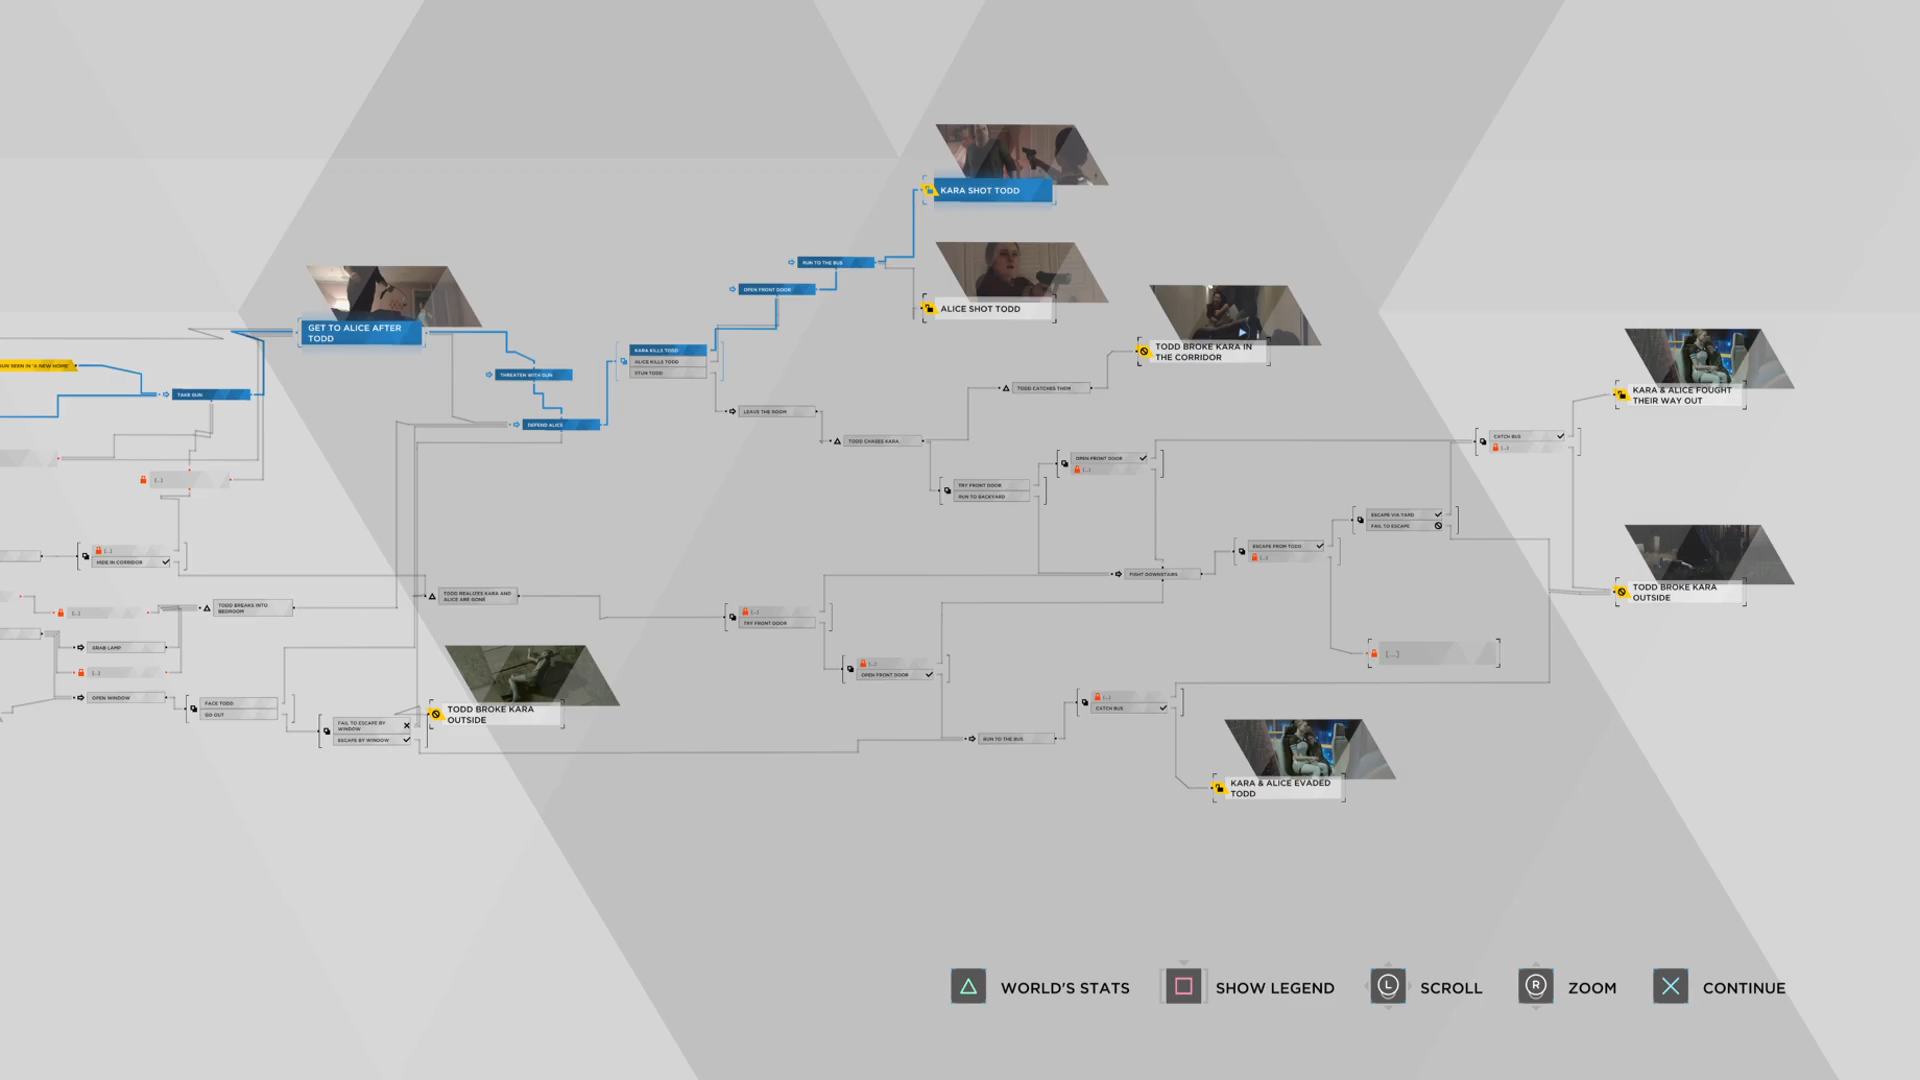 KARA SHOT TODD
RUN TO THE BUS
OPEN FRONT DOOR
ALICE SHOT TODD
GET TO ALICE AFTER
TODD
TODD BROKE KARA IN
THE CORRIDOR
KARA KILLS TODD
ALICE KILLS TODD
STUN TODD
GUN SEEN IN "A NEW HOME"
THREATEN WITH GUN
TAKE GUN
TODD CATCHES THEM
KARA & ALICE FOUGHT
THEIR WAY OUT
LEAVE THE ROOM
DEFEND ALICE
TODD CHASES KARA
CATCH BUS
[...]
OPEN FRONT DOOR
[...]
[...]
TRY FRONT DOOR
RUN TO BACKYARD
ESCAPE VIA YARD
FAIL TO ESCAPE
ESCAPE FROM TODD
[...]
[...]
HIDE IN CORRIDOR
FIGHT DOWNSTAIRS
TODD REALIZES KARA AND
ALICE ARE GONE
TODD BROKE KARA
OUTSIDE
TODD BREAKS INTO
BEDROOM
[...]
[...]
TRY FRONT DOOR
GRAB LAMP
[...]
[...]
[...]
OPEN FRONT DOOR
OPEN WINDOW
[...]
CATCH BUS
FACE TODD
GO OUT
TODD BROKE KARA
OUTSIDE
FAIL TO ESCAPE BY
WINDOW
ESCAPE BY WINDOW
RUN TO THE BUS
KARA & ALICE EVADED
TODD
WORLD'S STATS
SHOW LEGEND
L
SCROLL
R
ZOOM
CONTINUE